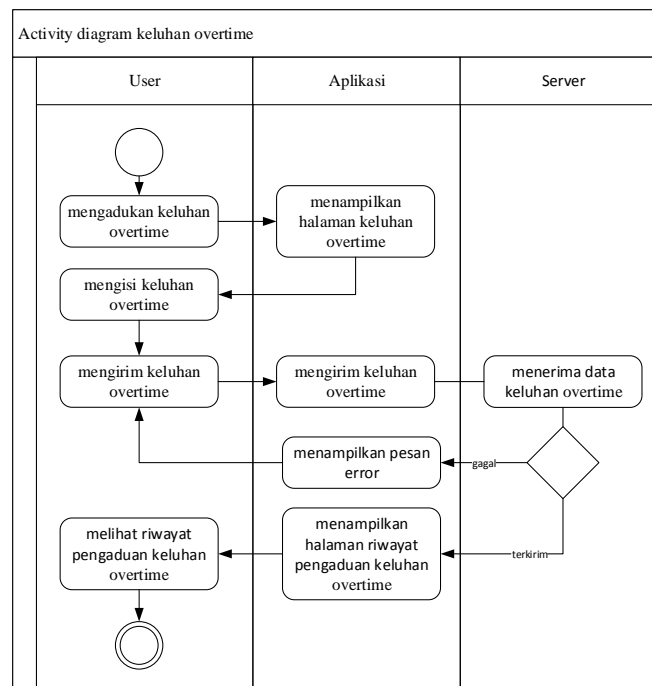 Activity diagram keluhan overtime
User
Aplikasi
Server
mengadukan keluhan
overtime
menampilkan
halaman keluhan
overtime
mengisi keluhan
overtime
mengirim keluhan
overtime
mengirim keluhan
overtime
menerima data
keluhan overtime
menampilkan pesan
error
gagal
melihat riwayat
pengaduan keluhan
overtime
menampilkan
halaman riwayat
pengaduan keluhan
overtime
terkirim